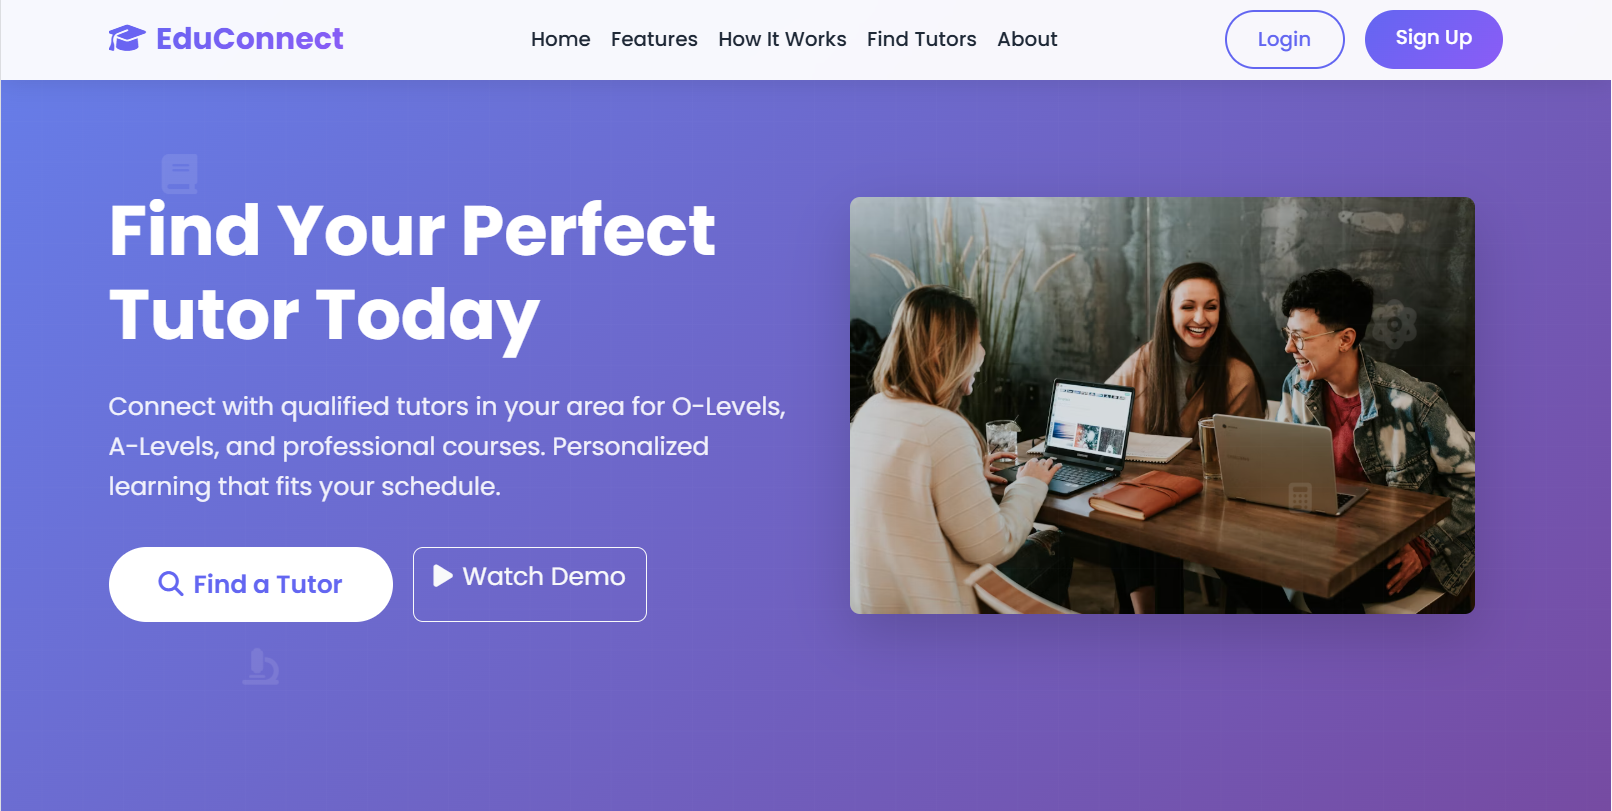 EduConnect
Home Features How It Works Find Tutors About
Login
Sign Up
Find Your Perfect
Tutor Today
Connect with qualified tutors in your area for O-Levels,
A-Levels, and professional courses. Personalized
learning that fits your schedule.
Find a Tutor
Watch Demo